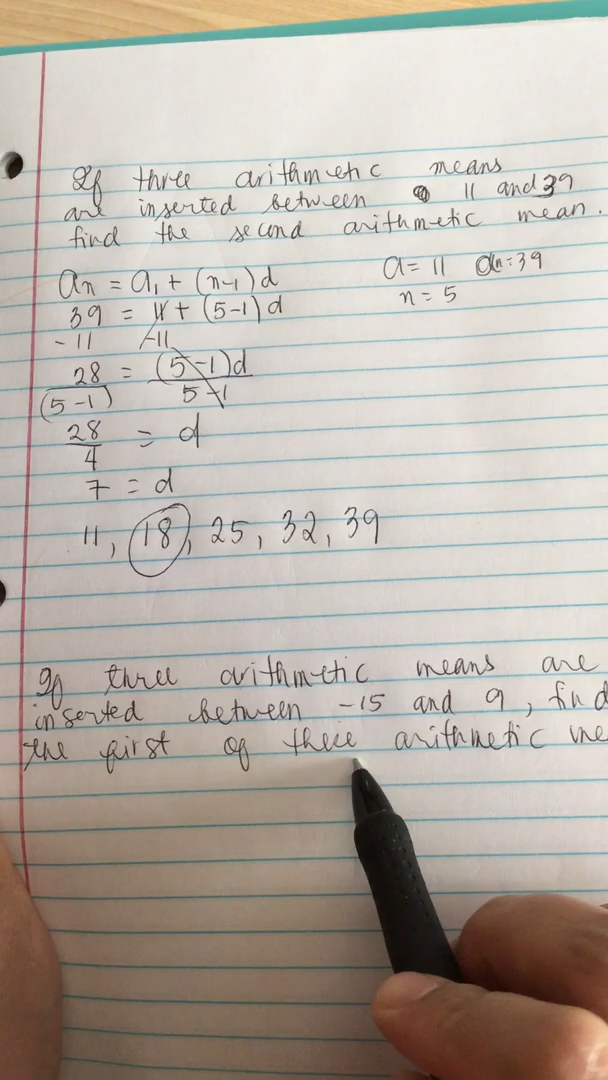 If three arithmetic means
are inserted between 11 and 39
find the second arithmetic mean.
an = a1 + (n-1)d
a = 11 an = 39
39 = 11 + (5-1)d
n = 5
-11 -11
28 = (5-1)d
(5-1) 5-1
28 = d
4
7 = d
11, 18, 25, 32, 39
If three arithmetic means are
inserted between -15 and 9, find
the first of these arithmetic me